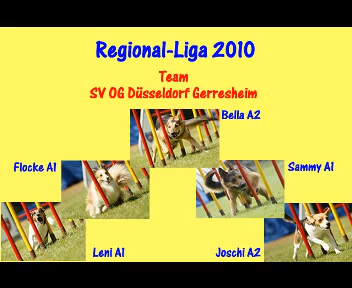 Regional-Liga 2010
Team
SV OG Düsseldorf Gerresheim
Bella A2
Flocke A1
Sammy A1
Leni A1
Joschi A2